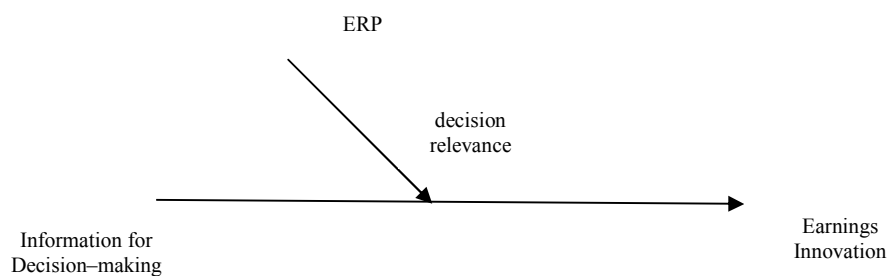 ERP
decision
relevance
Information for
Decision–making
Earnings
Innovation